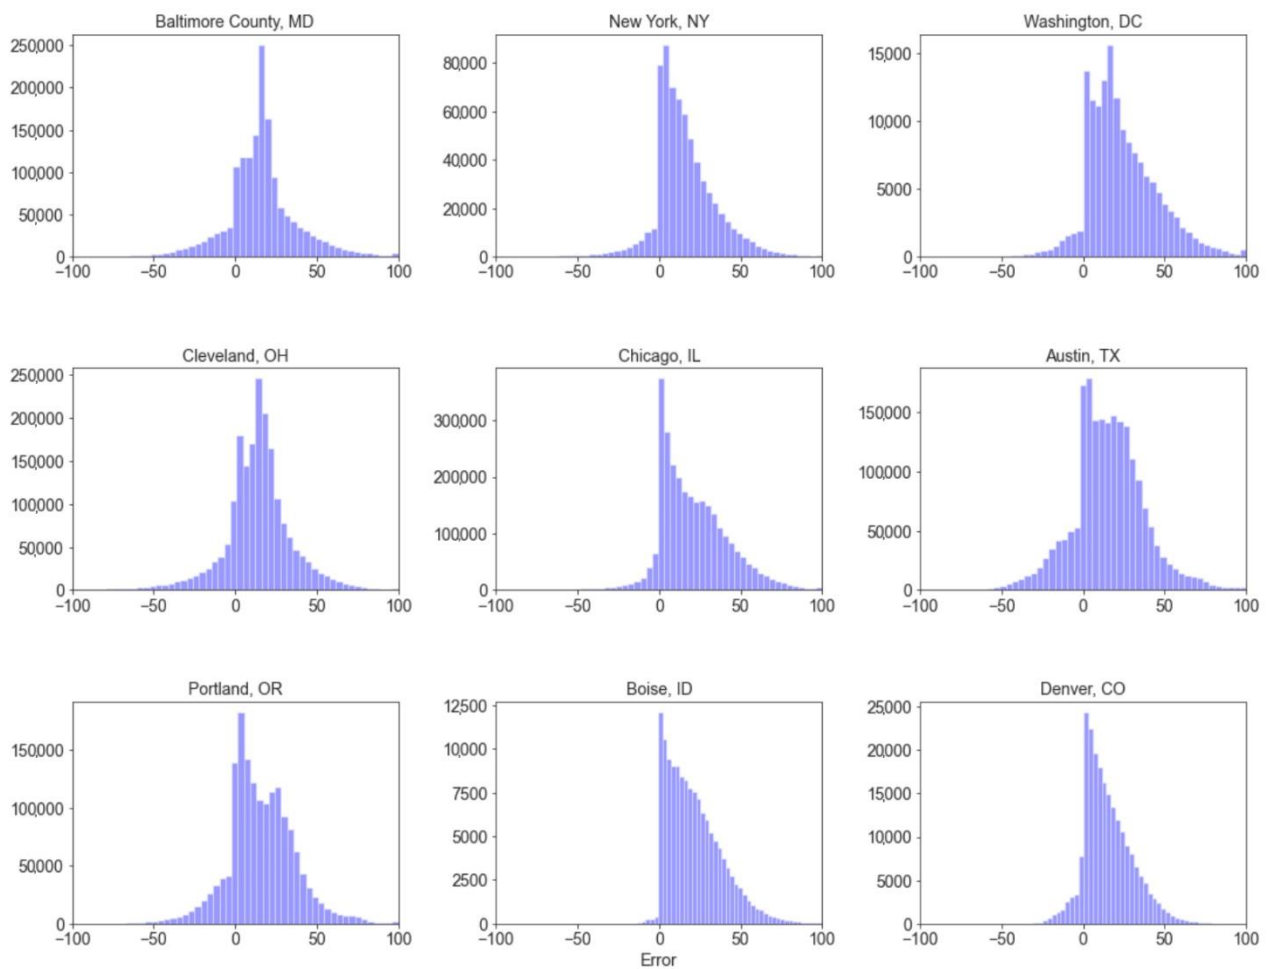 Baltimore County, MD
250,000
200,000
150,000
100,000
50,000
0
−100 −50 0 50 100
New York, NY
80,000
60,000
40,000
20,000
0
−100 −50 0 50 100
Washington, DC
15,000
10,000
5000
0
−100 −50 0 50 100
Cleveland, OH
250,000
200,000
150,000
100,000
50,000
0
−100 −50 0 50 100
Chicago, IL
300,000
200,000
100,000
0
−100 −50 0 50 100
Austin, TX
150,000
100,000
50,000
0
−100 −50 0 50 100
Portland, OR
150,000
100,000
50,000
0
−100 −50 0 50 100
Boise, ID
12,500
10,000
7500
5000
2500
0
−100 −50 0 50 100
Error
Denver, CO
25,000
20,000
15,000
10,000
5000
0
−100 −50 0 50 100